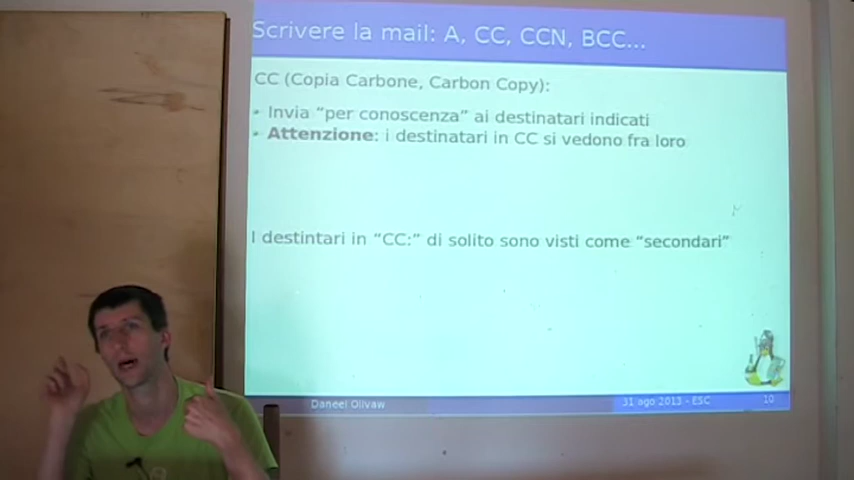 Scrivere la mail: A, CC, CCN, BCC...
CC (Copia Carbone, Carbon Copy):
Invia “per conoscenza” ai destinatari indicati
Attenzione: i destinatari in CC si vedono fra loro
I destintari in “CC:” di solito sono visti come “secondari”
Daneel Olivaw
31 ago 2013 - ESC
10